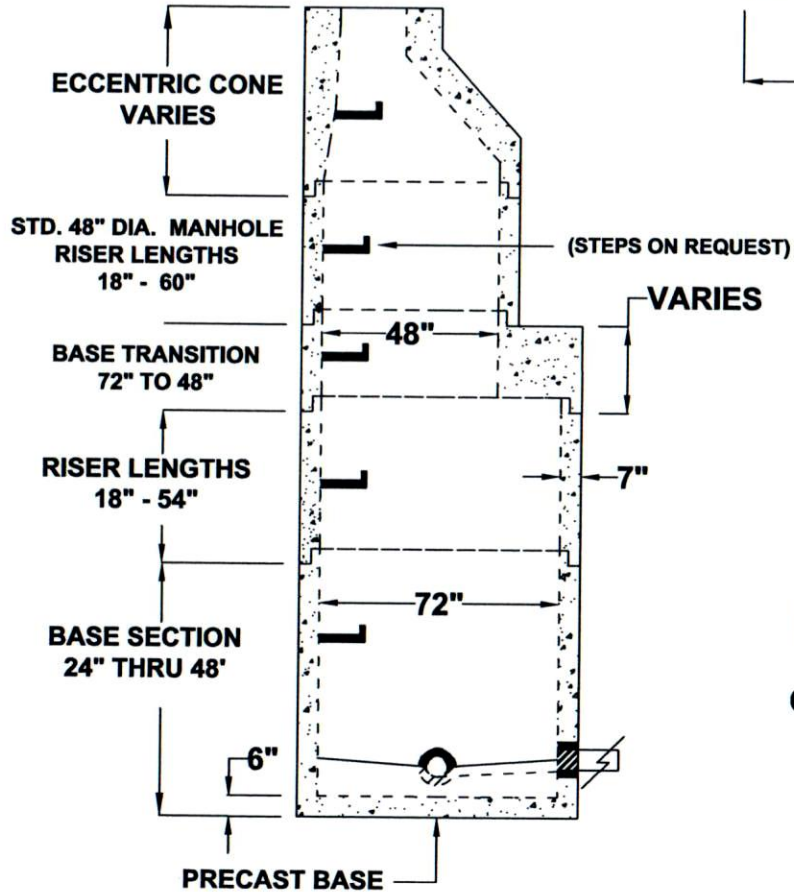 ECCENTRIC CONE
VARIES
STD. 48" DIA. MANHOLE
RISER LENGTHS
18" - 60"
(STEPS ON REQUEST)
VARIES
48"
BASE TRANSITION
72" TO 48"
RISER LENGTHS
18" - 54"
7"
72"
BASE SECTION
24" THRU 48'
6"
PRECAST BASE